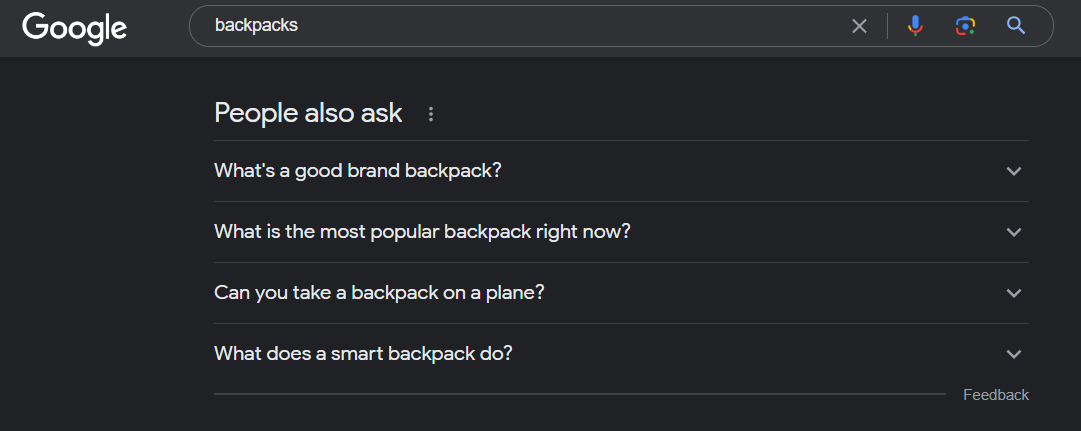 Google
backpacks
People also ask
What's a good brand backpack?
What is the most popular backpack right now?
Can you take a backpack on a plane?
What does a smart backpack do?
Feedback